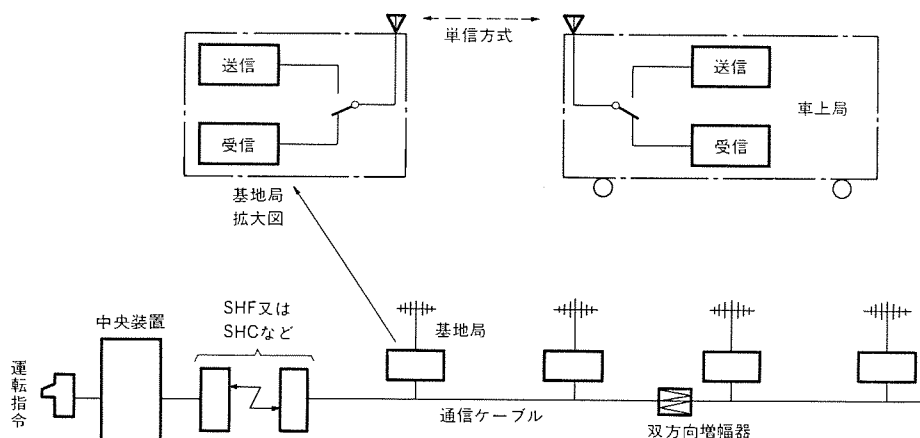 単信方式
送信
受信
送信
受信
車上局
基地局
拡大図
SHF又は
SHCなど
中央装置
運転指令
基地局
通信ケーブル
双方向増幅器